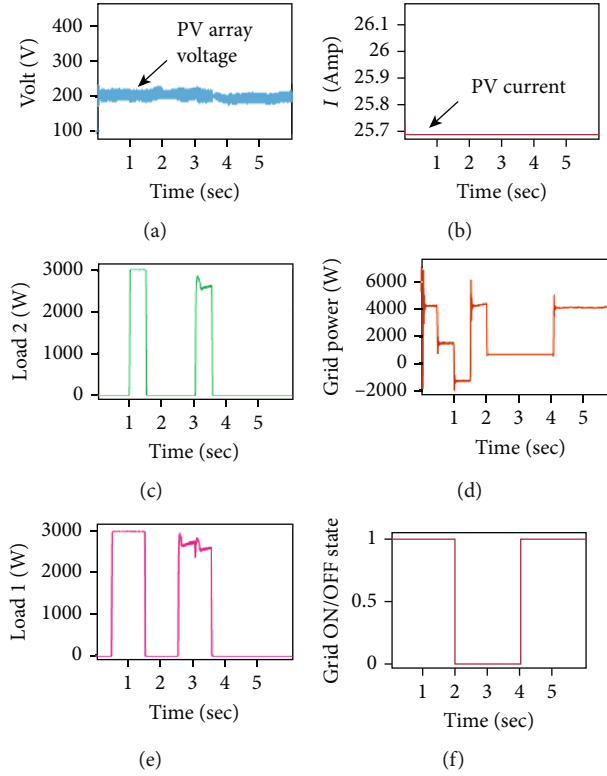 400
300
200
100
Volt (V)
PV array
voltage
1 2 3 4 5
Time (sec)
(a)
26.1
26
25.9
25.8
25.7
I (Amp)
PV current
1 2 3 4 5
Time (sec)
(b)
3000
2000
1000
0
Load 2 (W)
1 2 3 4 5
Time (sec)
(c)
6000
4000
2000
0
−2000
Grid power (W)
1 2 3 4 5
Time (sec)
(d)
3000
2000
1000
0
Load 1 (W)
1 2 3 4 5
Time (sec)
(e)
1
0.5
0
Grid ON/OFF state
1 2 3 4 5
Time (sec)
(f)